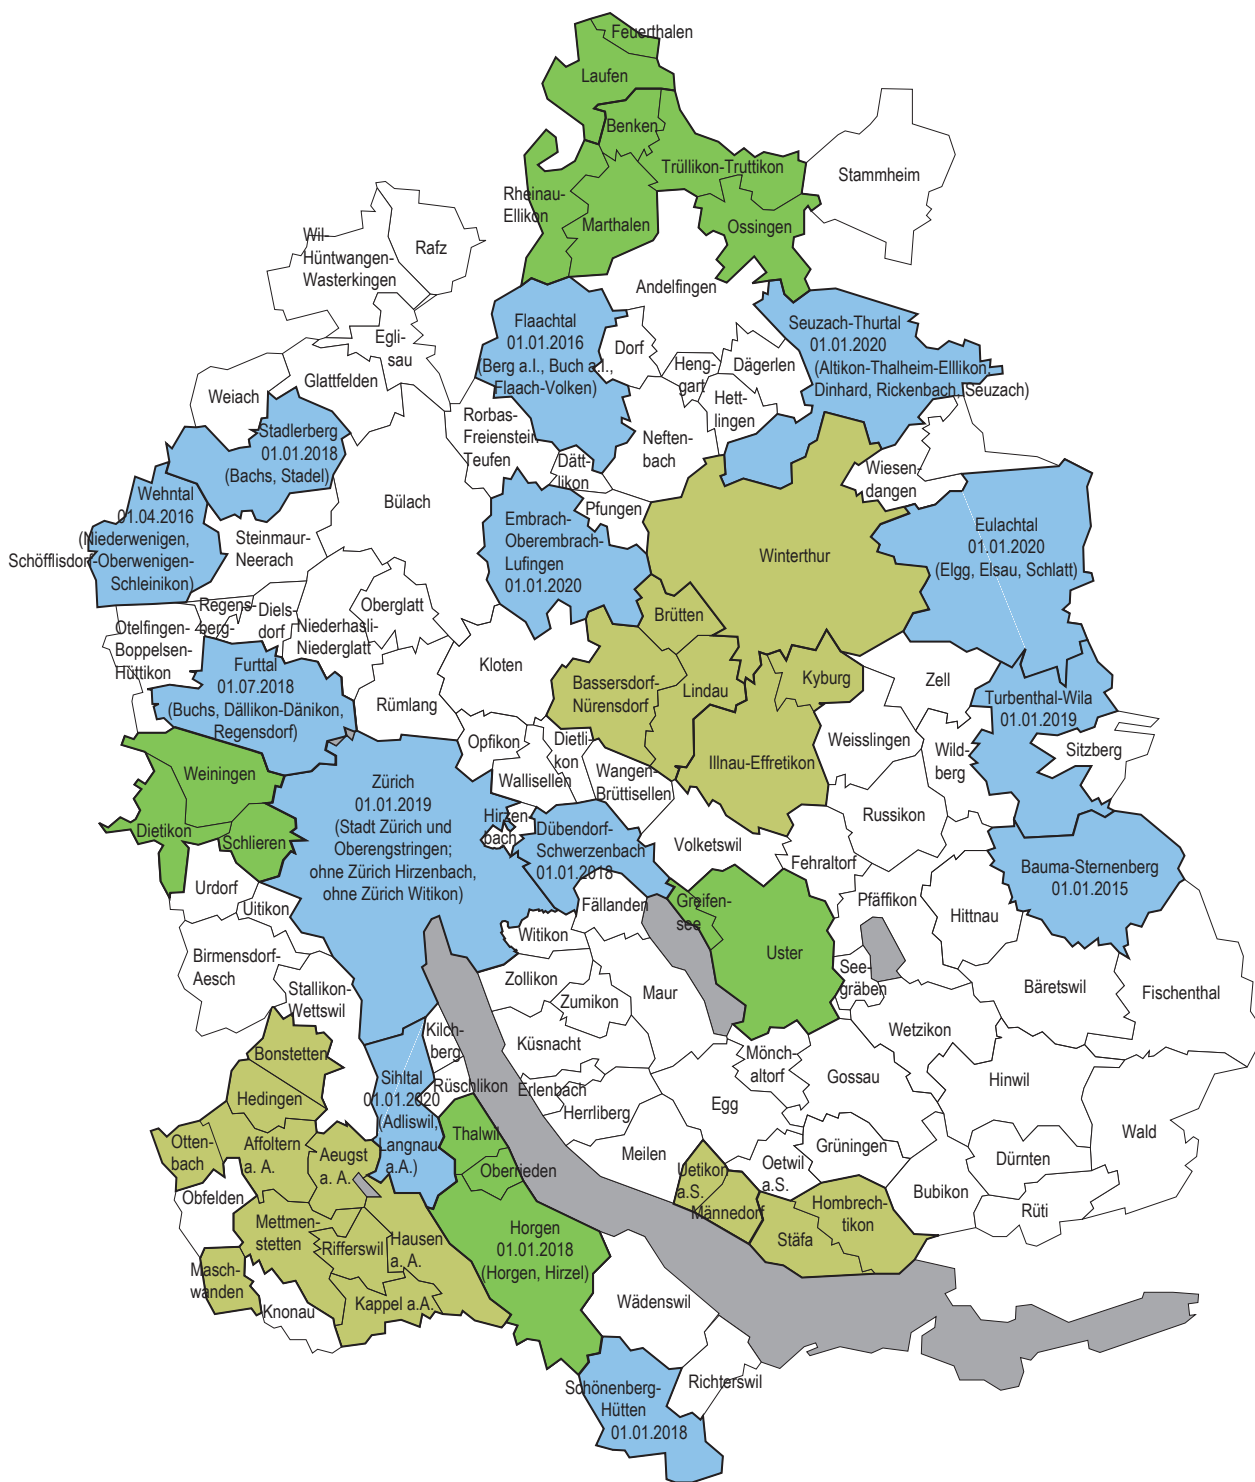 Feuerthalen
Laufen
Benken
Trüllikon-Truttikon
Stammheim
Rheinau-
Ellikon
Marthalen
Ossingen
Wil-
Hüntwangen-
Wasterkingen
Rafz
Andelfingen
Egli-
sau
Flaachtal
01.01.2016
(Berg a.I., Buch a.I.,
Flaach-Volken)
Dorf
Heng-
gart
Dägerlen
Seuzach-Thurtal
01.01.2020
(Altikon-Thalheim-Elllikon,
Dinhard, Rickenbach, Seuzach)
Weiach
Glattfelden
Hett-
lingen
Rorbas-
Freienstein
Teufen
Neften-
bach
Stadlerberg
01.01.2018
(Bachs, Stadel)
Dätt-
likon
Wiesen-
dangen
Wehntal
01.04.2016
(Niederwenigen,
Schöfflisdorf-Oberwenigen-
Schleinikon)
Bülach
Pfungen
Steinmaur-
Neerach
Embrach-
Oberembrach-
Lufingen
01.01.2020
Winterthur
Eulachtal
01.01.2020
(Elgg, Elsau, Schlatt)
Regens-
berg-
Diels-
dorf
Oberglatt
Niederhasli-
Niederglatt
Brütten
Otelfingen-
Boppelsen-
Hüttikon
Kloten
Furttal
01.07.2018
(Buchs, Dällikon-Dänikon,
Regensdorf)
Rümlang
Bassersdorf-
Nürensdorf
Lindau
Kyburg
Zell
Turbenthal-Wila
01.01.2019
Opfikon
Dietli-
kon
Wallisellen
Wangen-
Brüttisellen
Illnau-Effretikon
Weisslingen
Wild-
berg
Sitzberg
Weiningen
Dietikon
Schlieren
Zürich
01.01.2019
(Stadt Zürich und
Oberengstringen;
ohne Zürich Hirzenbach,
ohne Zürich Witikon)
Hirzen-
bach
Dübendorf-
Schwerzenbach
01.01.2018
Volketswil
Russikon
Fehraltorf
Bauma-Sternenberg
01.01.2015
Urdorf
Uitikon
Fällanden
Greifen-
see
Pfäffikon
Hittnau
Witikon
Uster
Birmensdorf-
Aesch
Stallikon-
Wettswil
Zollikon
Zumikon
Maur
See-
gräben
Bäretswil
Fischenthal
Kilch-
berg
Küsnacht
Wetzikon
Bonstetten
Mönch-
altorf
Hedingen
Sihltal
01.01.2020
(Adliswil,
Langnau
a.A.)
Rüschlikon
Erlenbach
Herrliberg
Egg
Gossau
Hinwil
Otten-
bach
Affoltern
a. A.
Aeugst
a. A.
Thalwil
Oberrieden
Meilen
Uetikon
a.S.
Oetwil
a.S.
Grüningen
Dürnten
Wald
Obfelden
Männedorf
Hombrech-
tikon
Bubikon
Rüti
Mettmen-
stetten
Rifferswil
Hausen
a. A.
Horgen
01.01.2018
(Horgen, Hirzel)
Stäfa
Masch-
wanden
Knonau
Kappel a.A.
Wädenswil
Richterswil
Schönenberg-
Hütten
01.01.2018